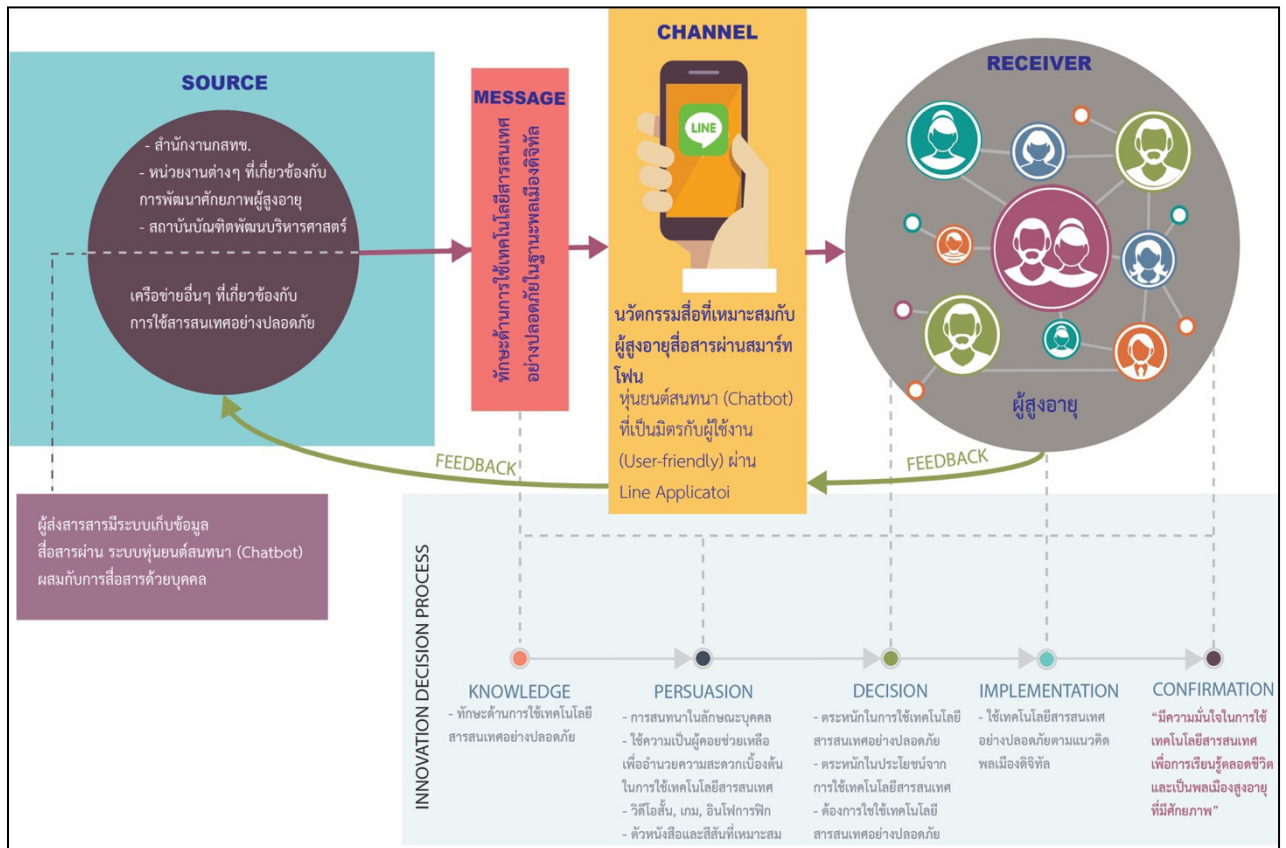 SOURCE
- สำนักงานกสทช.
- หน่วยงานต่างๆ ที่เกี่ยวข้องกับ
การพัฒนาศักยภาพผู้สูงอายุ
- สถาบันบัณฑิตพัฒนบริหารศาสตร์
เครือข่ายอื่นๆ ที่เกี่ยวข้องกับ
การใช้สารสนเทศอย่างปลอดภัย
MESSAGE
ทักษะด้านการใช้เทคโนโลยีสารสนเทศ
อย่างปลอดภัยในฐานะพลเมืองดิจิทัล
CHANNEL
LINE
นวัตกรรมสื่อที่เหมาะสมกับ
ผู้สูงอายุสื่อสารผ่านสมาร์ท
โฟน
หุ่นยนต์สนทนา (Chatbot)
ที่เป็นมิตรกับผู้ใช้งาน
(User-friendly) ผ่าน
Line Applicatoi
RECEIVER
ผู้สูงอายุ
FEEDBACK
FEEDBACK
ผู้ส่งสารสารมีระบบเก็บข้อมูล
สื่อสารผ่าน ระบบหุ่นยนต์สนทนา (Chatbot)
ผสมกับการสื่อสารด้วยบุคคล
INNOVATION DECISION PROCESS
KNOWLEDGE
- ทักษะด้านการใช้เทคโนโลยี
สารสนเทศอย่างปลอดภัย
PERSUASION
- การสนทนาในลักษณะบุคคล
- ใช้ความเป็นผู้คอยช่วยเหลือ
เพื่ออำนวยความสะดวกเบื้องต้น
ในการใช้เทคโนโลยีสารสนเทศ
- วิดีโอสั้น, เกม, อินโฟการฟิก
- ตัวหนังสือและสีสันที่เหมาะสม
DECISION
- ตระหนักในการใช้เทคโนโลยี
สารสนเทศอย่างปลอดภัย
- ตระหนักในประโยชน์จาก
การใช้เทคโนโลยีสารสนเทศ
- ต้องการใช้ใช้เทคโนโลยี
สารสนเทศอย่างปลอดภัย
IMPLEMENTATION
- ใช้เทคโนโลยีสารสนเทศ
อย่างปลอดภัยตามแนวคิด
พลเมืองดิจิทัล
CONFIRMATION
"มีความมั่นใจในการใช้
เทคโนโลยีสารสนเทศ
เพื่อการเรียนรู้ตลอดชีวิต
และเป็นพลเมืองสูงอายุ
ที่มีศักยภาพ"